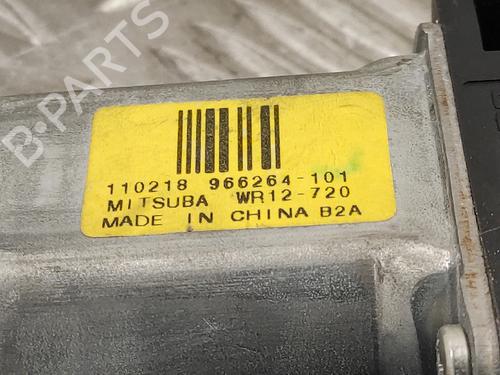 B-PARTS
110218 966264-101
MITSUBA WR12-720
MADE IN CHINA B2A